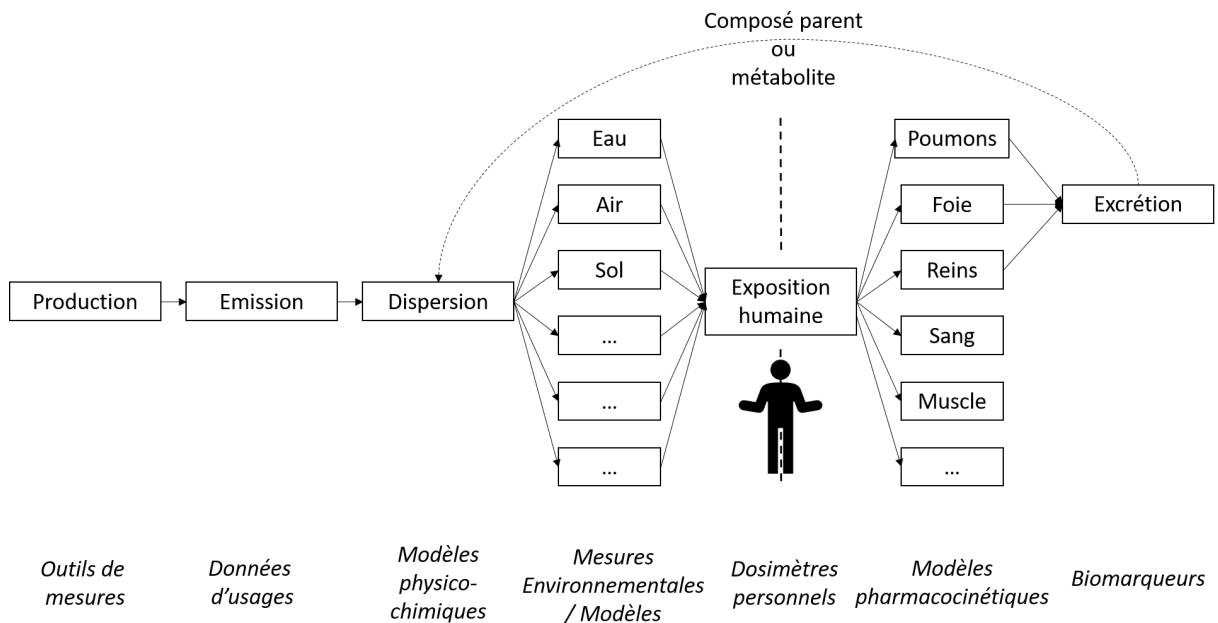 Composé parent
ou
métabolite
Eau
Air
Sol
...
...
...
Poumons
Foie
Reins
Sang
Muscle
...
Excrétion
Production
Emission
Dispersion
Exposition
humaine
Outils de
mesures
Données
d'usages
Modèles
physico-
chimiques
Mesures
Environnementales
/ Modèles
Dosimètres
personnels
Modèles
pharmacocinétiques
Biomarqueurs